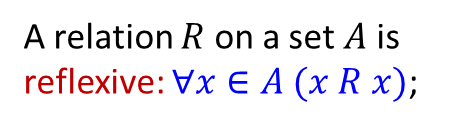 A relation R on a set A is
reflexive: ∀x ∈ A (x R x);